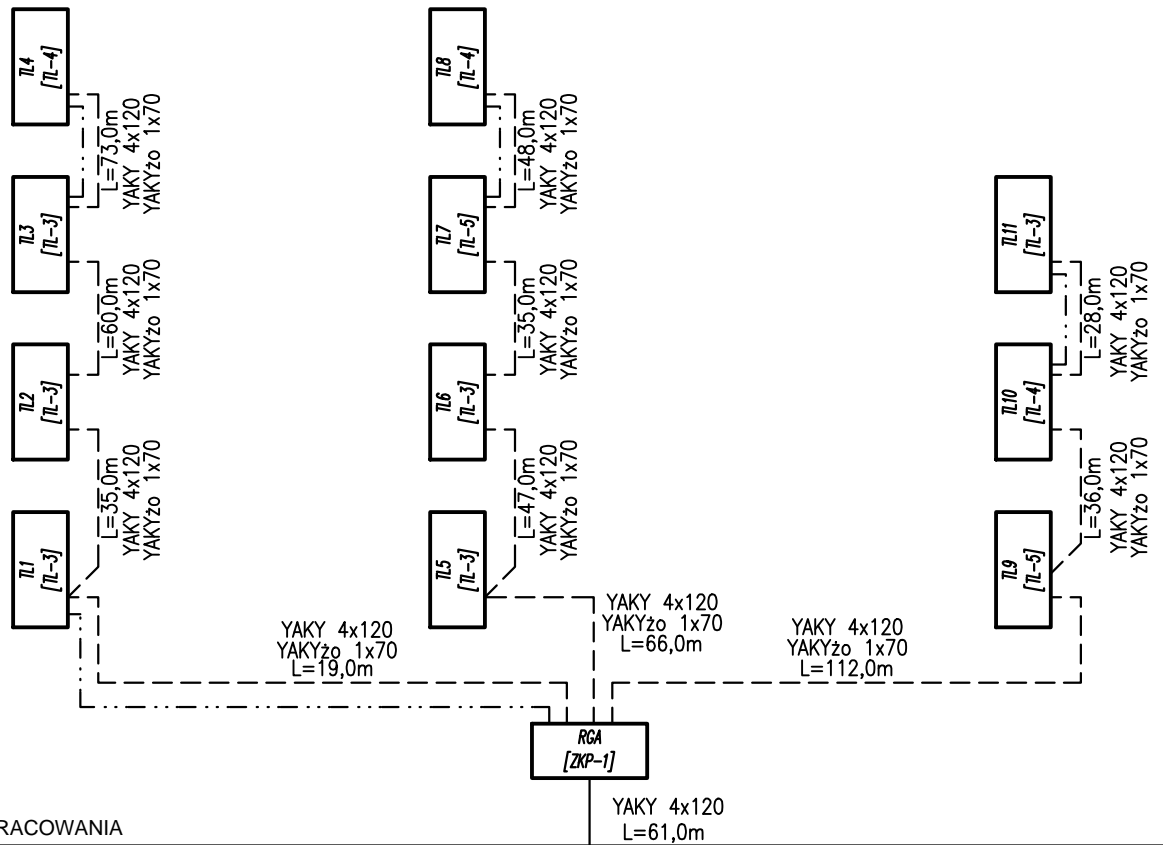 TL4
[TL-4]
L=73,0m
YAKY 4x120
YAKYżo 1x70
TL3
[TL-3]
L=60,0m
YAKY 4x120
YAKYżo 1x70
TL2
[TL-3]
L=35,0m
YAKY 4x120
YAKYżo 1x70
TL1
[TL-3]
TL8
[TL-4]
L=48,0m
YAKY 4x120
YAKYżo 1x70
TL7
[TL-5]
L=35,0m
YAKY 4x120
YAKYżo 1x70
TL6
[TL-3]
L=47,0m
YAKY 4x120
YAKYżo 1x70
TL5
[TL-3]
TL11
[TL-3]
L=28,0m
YAKY 4x120
YAKYżo 1x70
TL10
[TL-4]
L=36,0m
YAKY 4x120
YAKYżo 1x70
TL9
[TL-5]
YAKY 4x120
YAKYżo 1x70
L=19,0m
YAKY 4x120
YAKYżo 1x70
L=66,0m
YAKY 4x120
YAKYżo 1x70
L=112,0m
RGA
[ZKP-1]
YAKY 4x120
L=61,0m
RACOWANIA